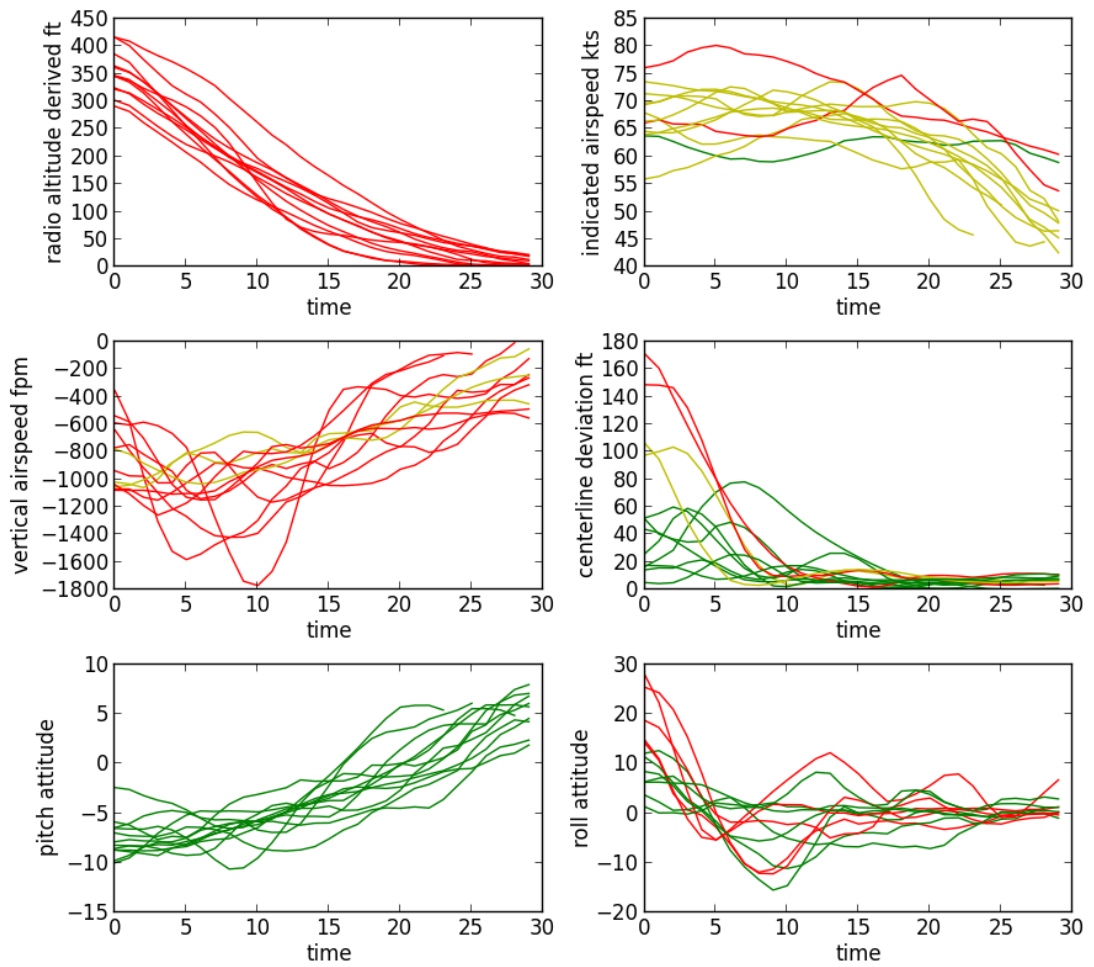 radio altitude derived ft
450
400
350
300
250
200
150
100
50
0
0 5 10 15 20 25 30
time
indicated airspeed kts
85
80
75
70
65
60
55
50
45
40
0 5 10 15 20 25 30
time
vertical airspeed fpm
0
−200
−400
−600
−800
−1000
−1200
−1400
−1600
−1800
0 5 10 15 20 25 30
time
centerline deviation ft
180
160
140
120
100
80
60
40
20
0
0 5 10 15 20 25 30
time
pitch attitude
10
5
0
−5
−10
−15
0 5 10 15 20 25 30
time
roll attitude
30
20
10
0
−10
−20
0 5 10 15 20 25 30
time